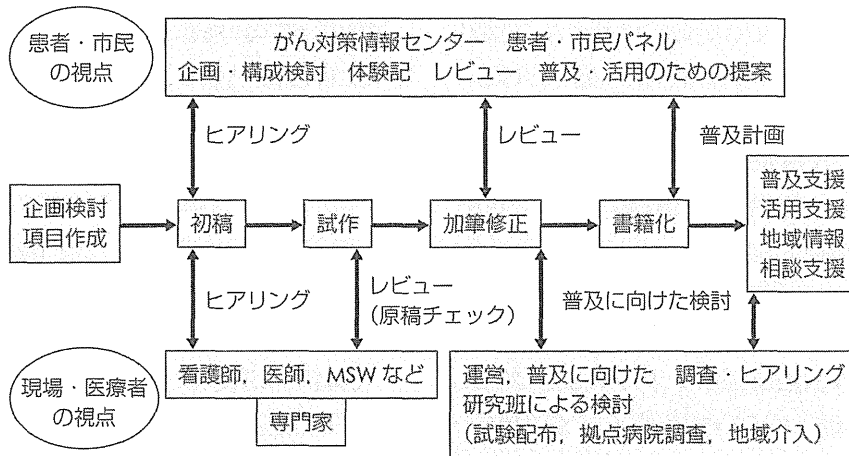 患者・市民
の視点
がん対策情報センター 患者・市民パネル
企画・構成検討 体験記 レビュー 普及・活用のための提案
ヒアリング
レビュー
普及計画
企画検討
項目作成
初稿
試作
加筆修正
書籍化
普及支援
活用支援
地域情報
相談支援
ヒアリング
レビュー
(原稿チェック)
普及に向けた検討
現場・医療者
の視点
看護師,医師,MSWなど
専門家
運営,普及に向けた 調査・ヒアリング
研究班による検討
(試験配布,拠点病院調査,地域介入)